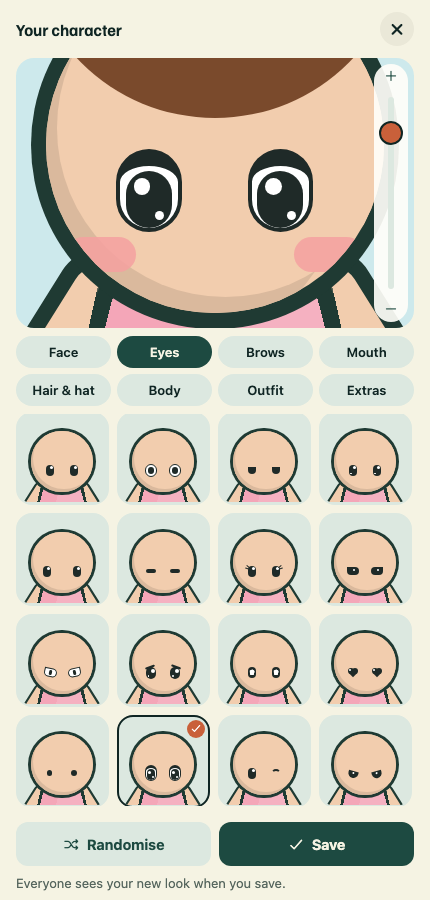 Your character
Face
Eyes
Brows
Mouth
Hair & hat
Body
Outfit
Extras
Randomise
Save
Everyone sees your new look when you save.